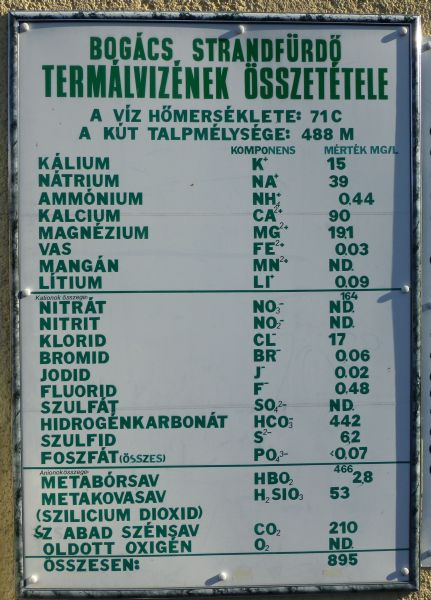 BOGÁCS STRANDFÜRDŐ
TERMÁLVIZÉNEK ÖSSZETÉTELE
A VÍZ HŐMERSÉKLETE: 71 C
A KÚT TALPMÉLYSÉGE: 488 M
KOMPONENS MÉRTÉK MG/L
KÁLIUM K⁺ 15
NÁTRIUM NA⁺ 39
AMMÓNIUM NH₄⁺ 0.44
KALCIUM CA²⁺ 90
MAGNÉZIUM MG²⁺ 19.1
VAS FE²⁺ 0.03
MANGÁN MN²⁺ ND.
LÍTIUM LI⁺ 0.09
Kationok összege: 164
NITRÁT NO₃⁻ ND.
NITRIT NO₂⁻ ND.
KLORID CL⁻ 17
BROMID BR⁻ 0.06
JODID J⁻ 0.02
FLUORID F⁻ 0.48
SZULFÁT SO₄²⁻ ND.
HIDROGÉNKARBONÁT HCO₃⁻ 442
SZULFID S²⁻ 6,2
FOSZFÁT (ÖSSZES) PO₄³⁻ <0.07
Anionok összege: 466
METABÓRSAV HBO₂ 2,8
METAKOVASAV H₂SIO₃ 53
(SZILICIUM DIOXID)
SZABAD SZÉNSAV CO₂ 210
OLDOTT OXIGÉN O₂ ND.
ÖSSZESEN: 895